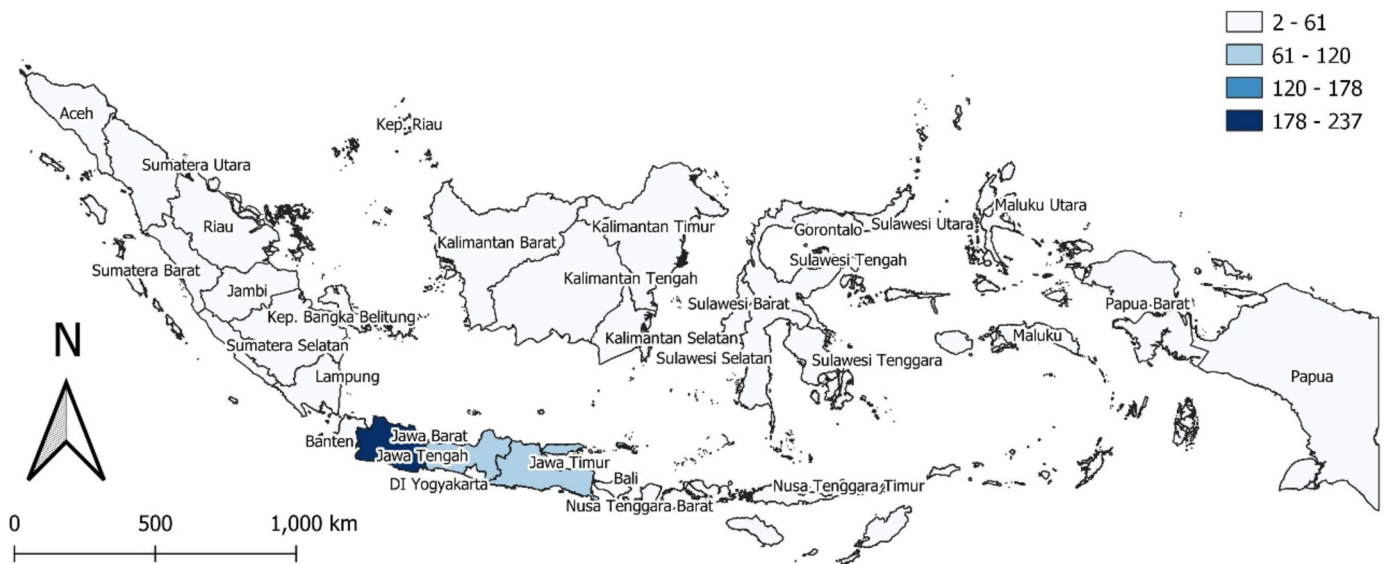 2 - 61
61 - 120
120 - 178
178 - 237
Aceh
Kep. Riau
Sumatera Utara
Riau
Kalimantan Barat
Kalimantan Timur
Gorontalo
Sulawesi Utara
Maluku Utara
Sumatera Barat
Jambi
Kalimantan Tengah
Sulawesi Tengah
Sulawesi Barat
Papua Barat
Kep. Bangka Belitung
Sumatera Selatan
Kalimantan Selatan
Sulawesi Selatan
Sulawesi Tenggara
Maluku
Lampung
Papua
N
Banten
Jawa Barat
Jawa Tengah
Jawa Timur
DI Yogyakarta
Bali
Nusa Tenggara Barat
Nusa Tenggara Timur
0 500 1,000 km